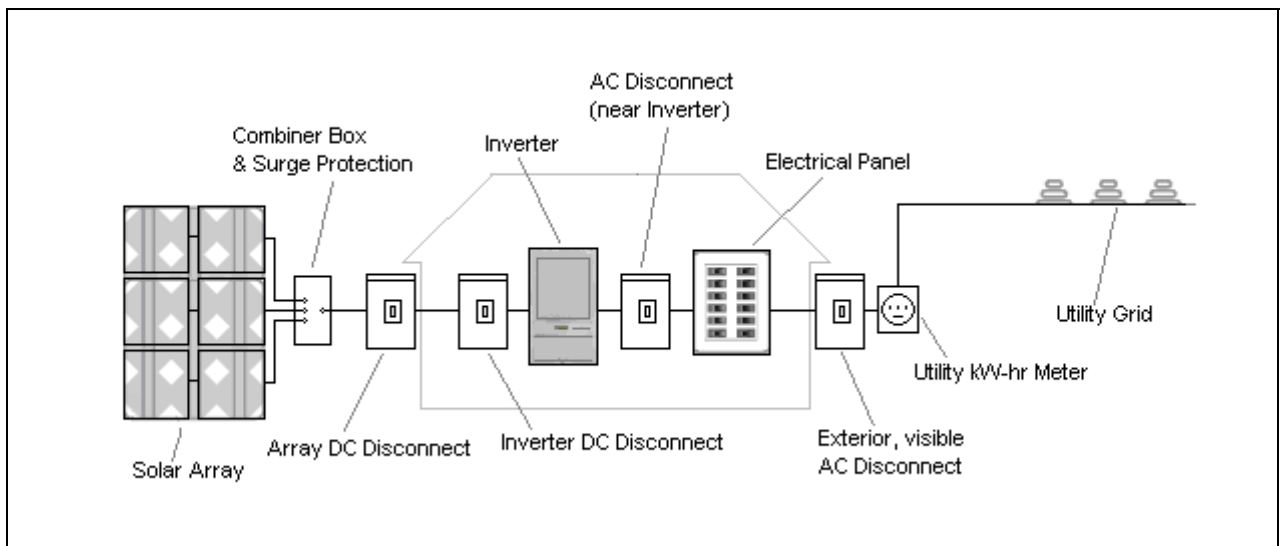 AC Disconnect
(near Inverter)
Combiner Box
& Surge Protection
Inverter
Electrical Panel
Utility Grid
Utility kW-hr Meter
Array DC Disconnect
Inverter DC Disconnect
Exterior, visible
AC Disconnect
Solar Array